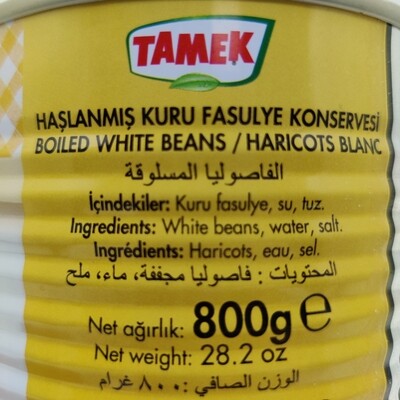 TAMEK
HAŞLANMIŞ KURU FASULYE KONSERVESİ
BOILED WHITE BEANS / HARICOTS BLANC
الفاصوليا المسلوقة
İçindekiler: Kuru fasulye, su, tuz.
Ingredients: White beans, water, salt.
Ingrédients: Haricots, eau, sel.
المحتويات : فاصوليا مجففة، ماء، ملح
Net ağırlık: 800g e
Net weight: 28.2 oz
الوزن الصافي: ٨٠٠ غرام